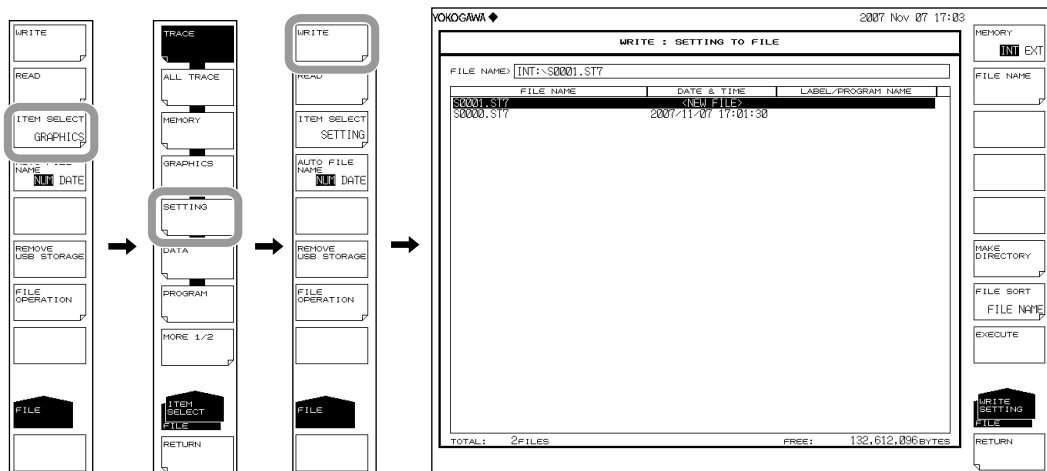 WRITE
READ
ITEM SELECT
GRAPHICS
AUTO FILE
NAME
NUM DATE
REMOVE
USB STORAGE
FILE
OPERATION
FILE
TRACE
ALL TRACE
MEMORY
GRAPHICS
SETTING
DATA
PROGRAM
MORE 1/2
ITEM
SELECT
FILE
RETURN
WRITE
READ
ITEM SELECT
SETTING
AUTO FILE
NAME
NUM DATE
REMOVE
USB STORAGE
FILE
OPERATION
FILE
YOKOGAWA 2007 Nov 07 17:03
WRITE : SETTING TO FILE
FILE NAME> INT:\S0001.ST7
FILE NAME DATE & TIME LABEL/PROGRAM NAME
S0001.ST7 <NEW FILE>
S0000.ST7 2007/11/07 17:01:30
TOTAL: 2FILES FREE: 132,612,096BYTES
MEMORY
INT EXT
FILE NAME
MAKE
DIRECTORY
FILE SORT
FILE NAME
EXECUTE
WRITE
SETTING
FILE
RETURN